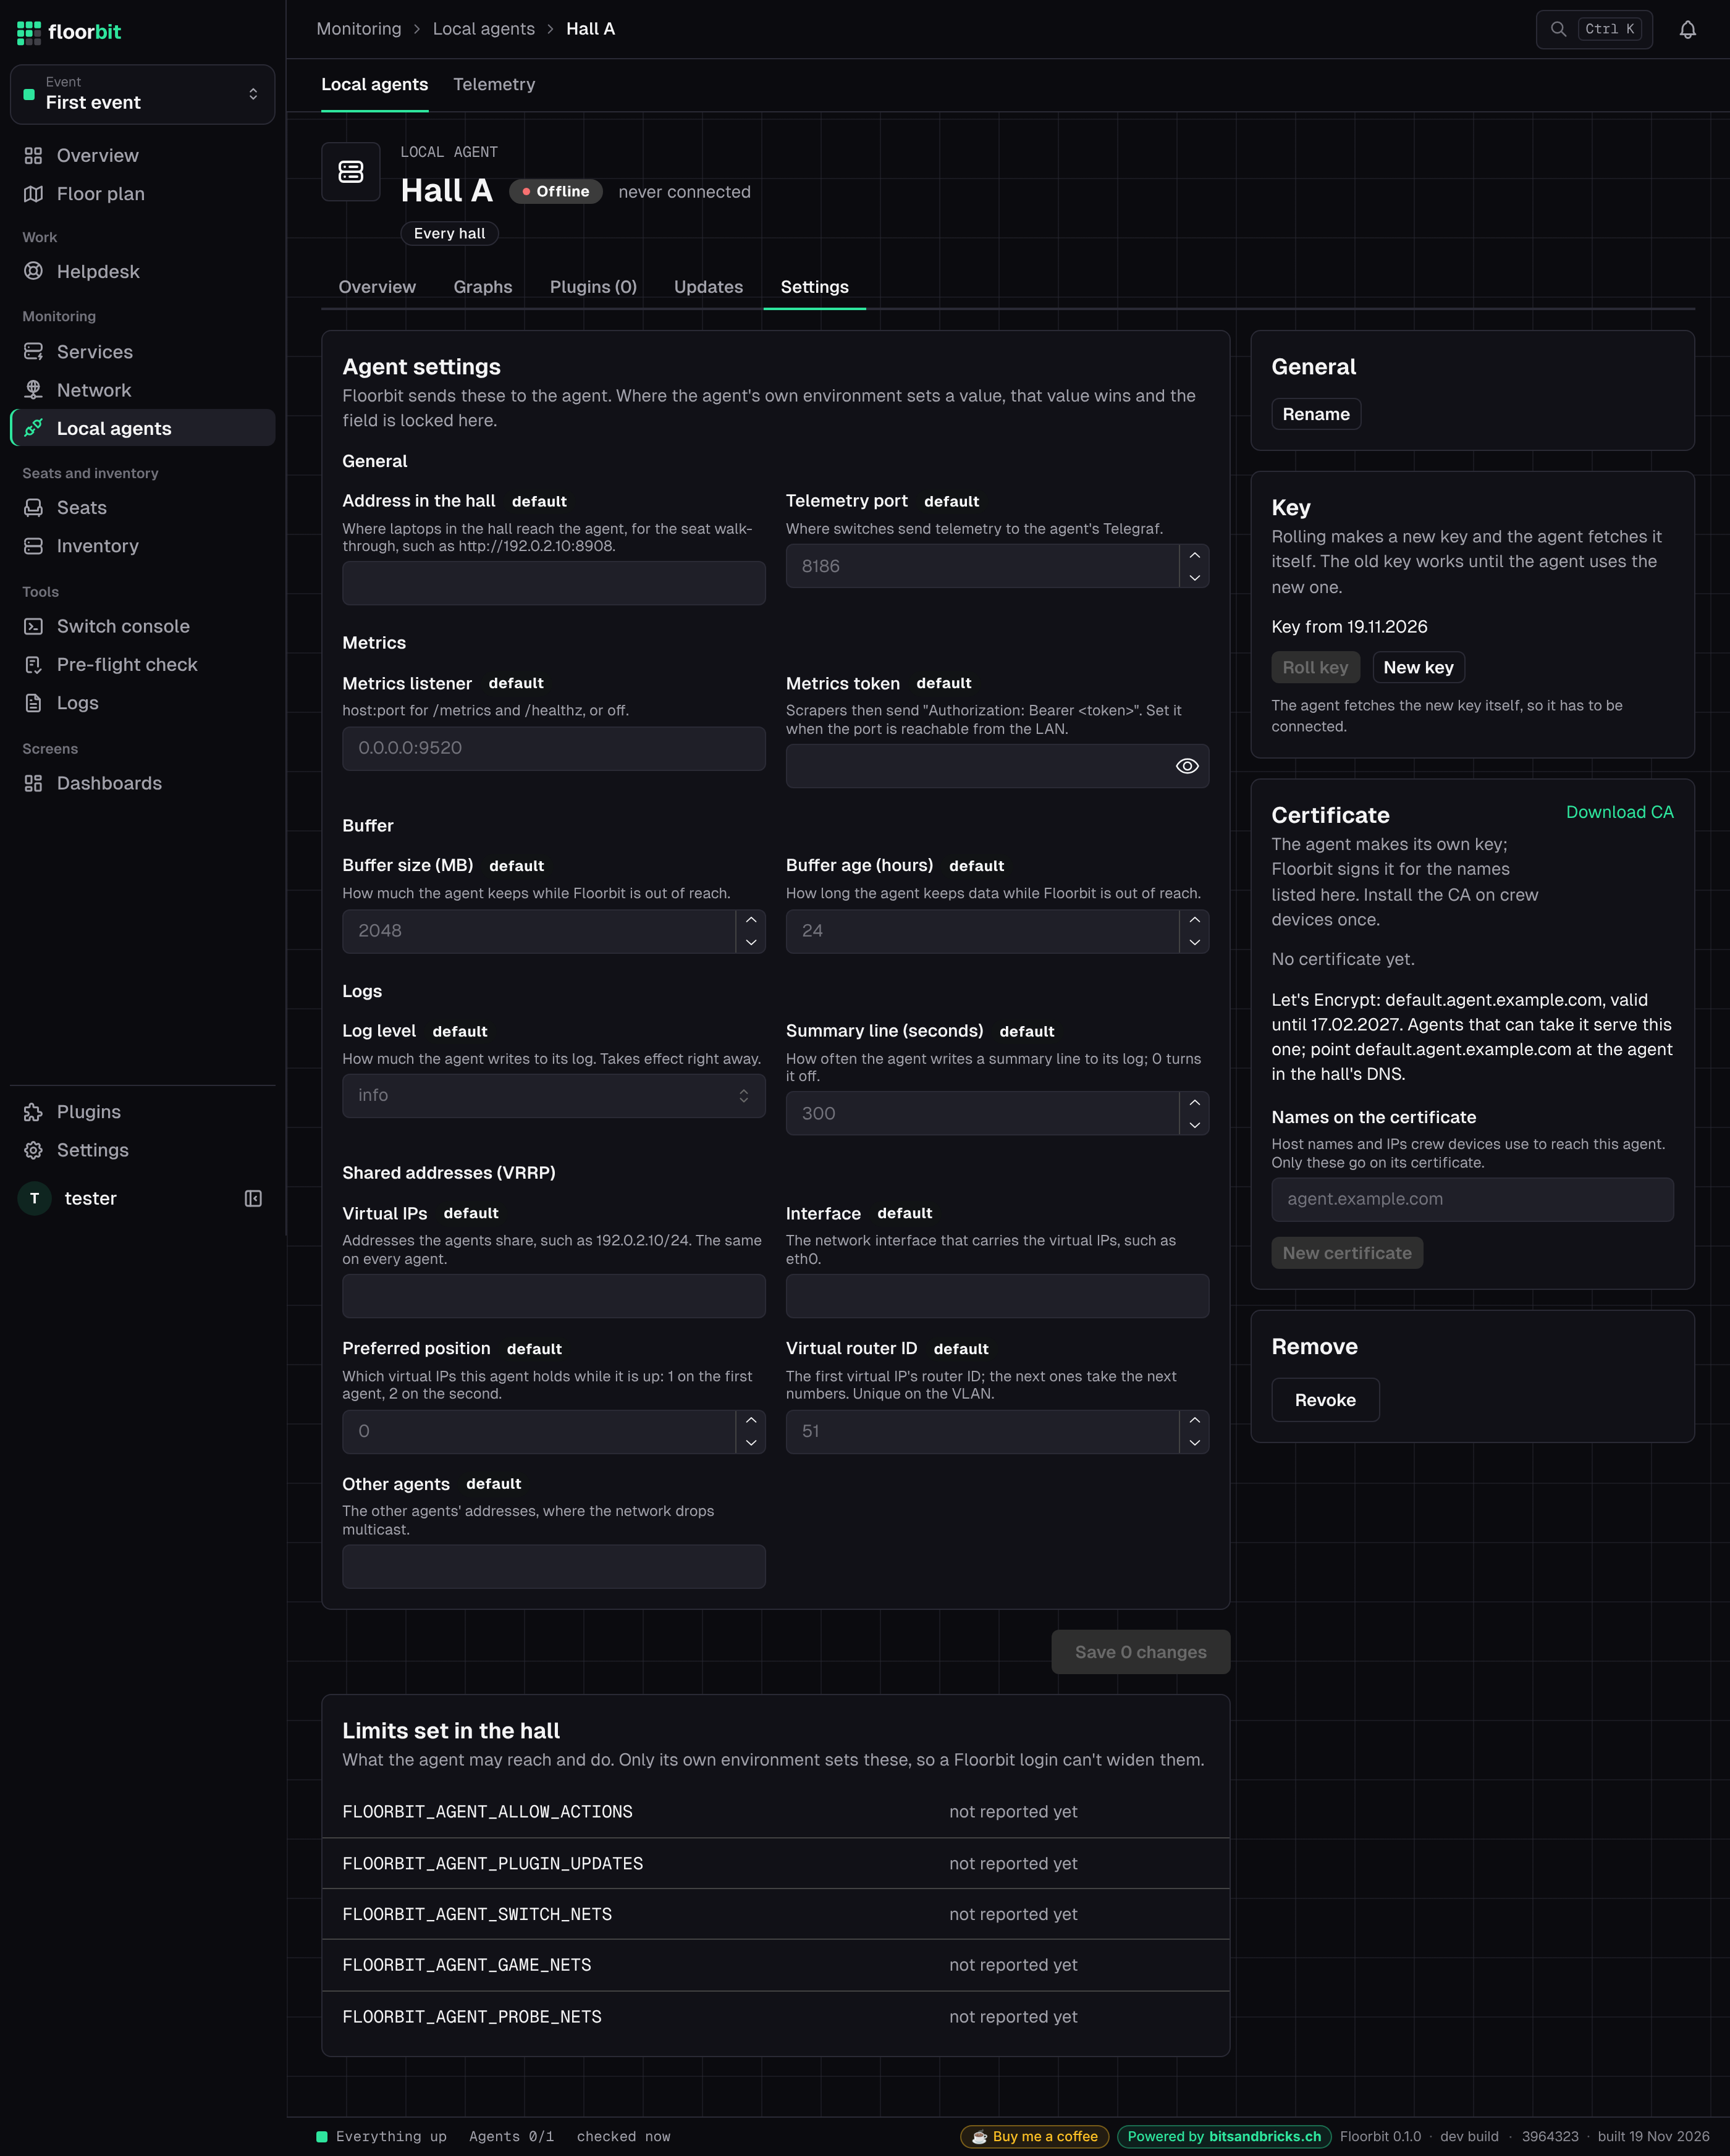 floorbit
Event
First event
Overview
Floor plan
Work
Helpdesk
Monitoring
Services
Network
Local agents
Seats and inventory
Seats
Inventory
Tools
Switch console
Pre-flight check
Logs
Screens
Dashboards
Plugins
Settings
T
tester
Monitoring > Local agents > Hall A
Ctrl K
Local agents
Telemetry
LOCAL AGENT
Hall A
Offline
never connected
Every hall
Overview
Graphs
Plugins (0)
Updates
Settings
Agent settings
Floorbit sends these to the agent. Where the agent's own environment sets a value, that value wins and the
field is locked here.
General
Address in the hall default
Where laptops in the hall reach the agent, for the seat walk-
through, such as http://192.0.2.10:8908.
Telemetry port default
Where switches send telemetry to the agent's Telegraf.
8186
Metrics
Metrics listener default
host:port for /metrics and /healthz, or off.
0.0.0.0:9520
Metrics token default
Scrapers then send "Authorization: Bearer <token>". Set it
when the port is reachable from the LAN.
Buffer
Buffer size (MB) default
How much the agent keeps while Floorbit is out of reach.
2048
Buffer age (hours) default
How long the agent keeps data while Floorbit is out of reach.
24
Logs
Log level default
How much the agent writes to its log. Takes effect right away.
info
Summary line (seconds) default
How often the agent writes a summary line to its log; 0 turns
it off.
300
Shared addresses (VRRP)
Virtual IPs default
Addresses the agents share, such as 192.0.2.10/24. The same
on every agent.
Interface default
The network interface that carries the virtual IPs, such as
eth0.
Preferred position default
Which virtual IPs this agent holds while it is up: 1 on the first
agent, 2 on the second.
0
Virtual router ID default
The first virtual IP's router ID; the next ones take the next
numbers. Unique on the VLAN.
51
Other agents default
The other agents' addresses, where the network drops
multicast.
Save 0 changes
Limits set in the hall
What the agent may reach and do. Only its own environment sets these, so a Floorbit login can't widen them.
FLOORBIT_AGENT_ALLOW_ACTIONS not reported yet
FLOORBIT_AGENT_PLUGIN_UPDATES not reported yet
FLOORBIT_AGENT_SWITCH_NETS not reported yet
FLOORBIT_AGENT_GAME_NETS not reported yet
FLOORBIT_AGENT_PROBE_NETS not reported yet
General
Rename
Key
Rolling makes a new key and the agent fetches it
itself. The old key works until the agent uses the
new one.
Key from 19.11.2026
Roll key
New key
The agent fetches the new key itself, so it has to be
connected.
Certificate
Download CA
The agent makes its own key;
Floorbit signs it for the names
listed here. Install the CA on crew
devices once.
No certificate yet.
Let's Encrypt: default.agent.example.com, valid
until 17.02.2027. Agents that can take it serve this
one; point default.agent.example.com at the agent
in the hall's DNS.
Names on the certificate
Host names and IPs crew devices use to reach this agent.
Only these go on its certificate.
agent.example.com
New certificate
Remove
Revoke
Everything up
Agents 0/1
checked now
Buy me a coffee
Powered by bitsandbricks.ch
Floorbit 0.1.0 · dev build · 3964323 · built 19 Nov 2026